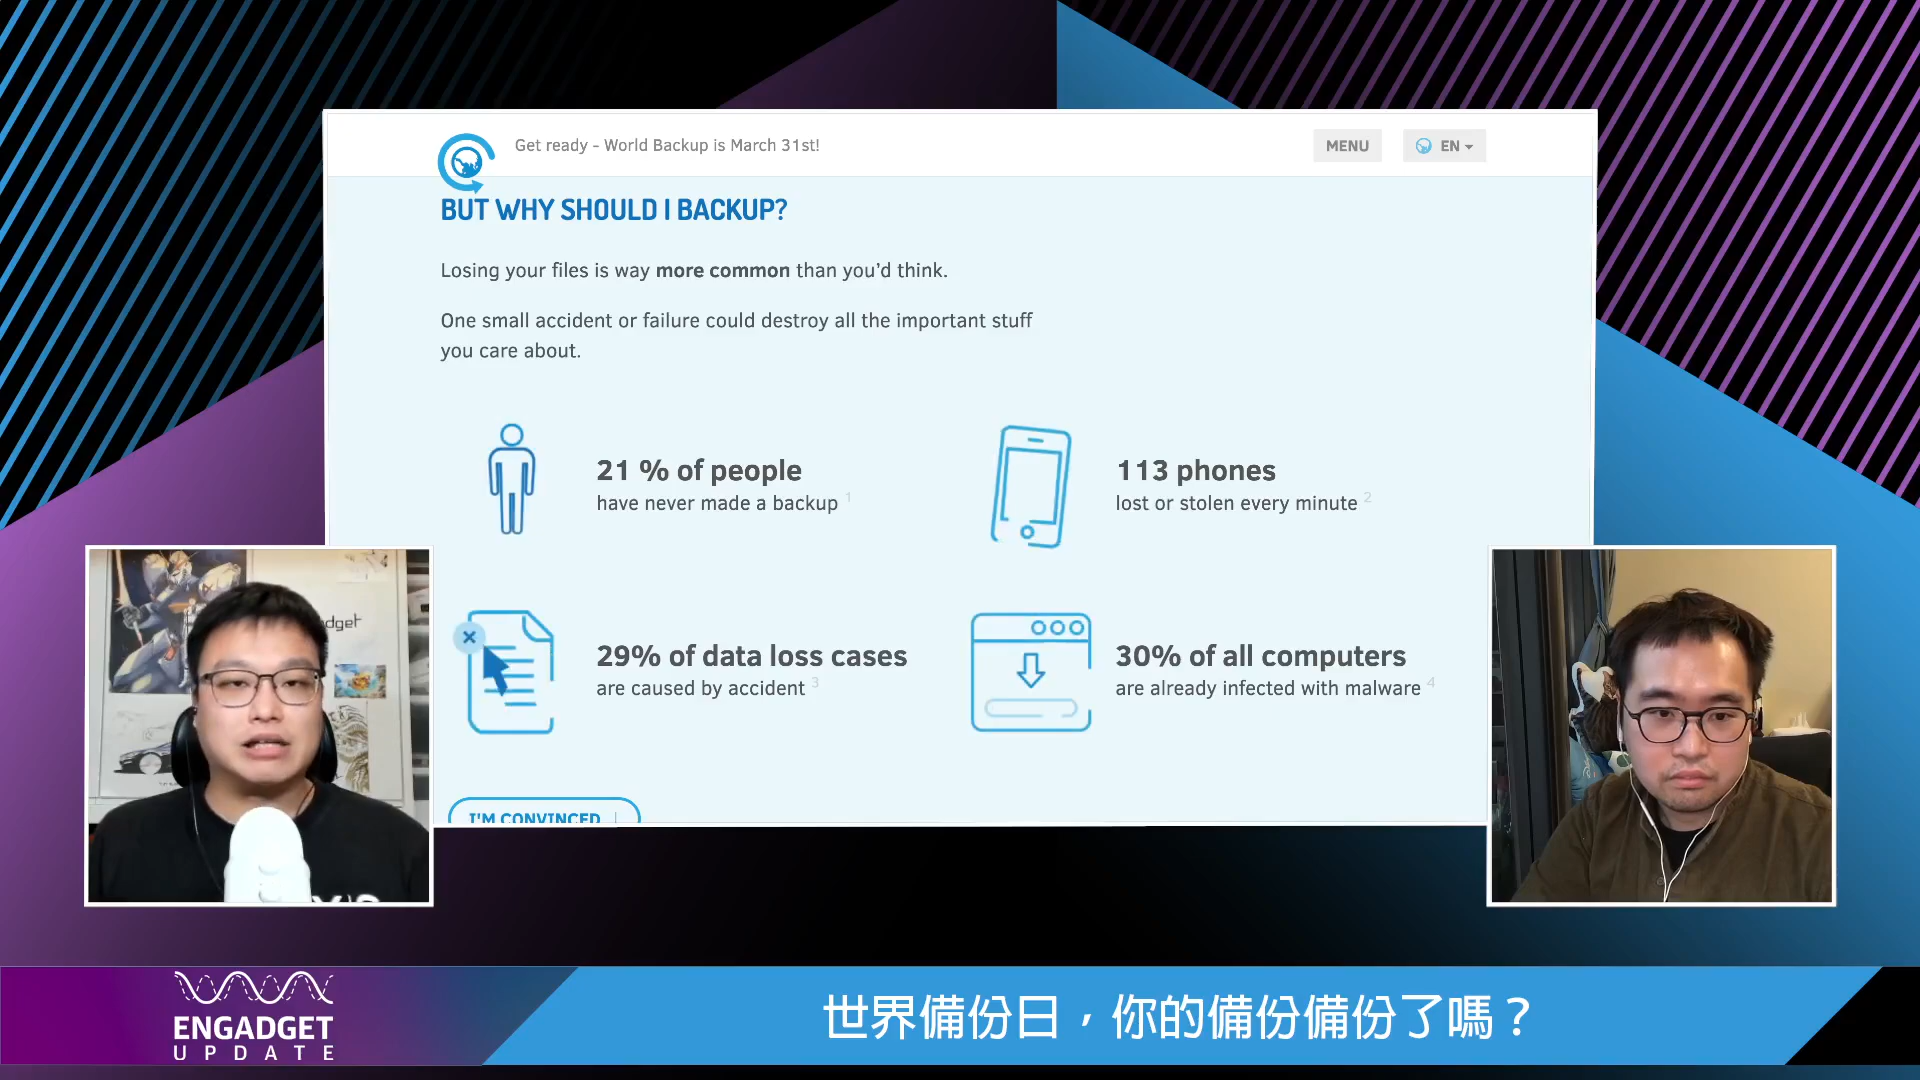 Get ready - World Backup is March 31st!
MENU
EN
BUT WHY SHOULD I BACKUP?
Losing your files is way more common than you'd think.
One small accident or failure could destroy all the important stuff
you care about.
21 % of people
have never made a backup 1
113 phones
lost or stolen every minute 2
29% of data loss cases
are caused by accident 3
30% of all computers
are already infected with malware 4
I'M CONVINCED
dget
ENGADGET
UPDATE
世界備份日，你的備份備份了嗎？